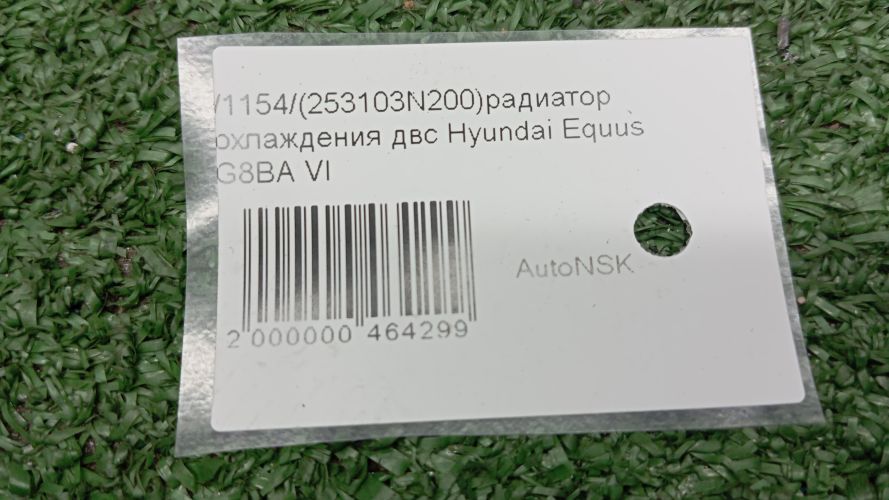 /1154/(253103N200)радиатор
охлаждения двс Hyundai Equus
G8BA VI
AutoNSK
2 000000 464299